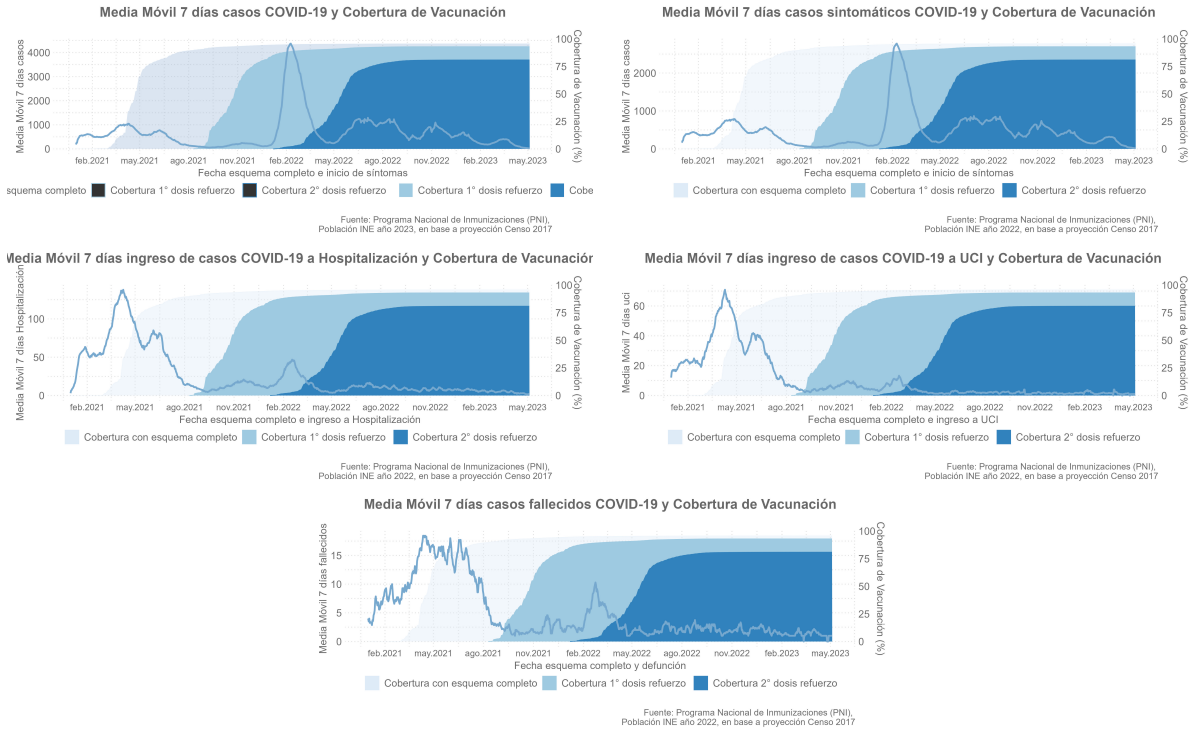 Media Móvil 7 días casos COVID-19 y Cobertura de Vacunación
Media Móvil 7 días casos
4000
3000
2000
1000
0
100
75
50
25
0
Cobertura de Vacunación (%)
feb.2021 may.2021 ago.2021 nov.2021 feb.2022 may.2022 ago.2022 nov.2022 feb.2023 may.2023
Fecha esquema completo e inicio de síntomas
squema completo Cobertura 1° dosis refuerzo Cobertura 2° dosis refuerzo Cobertura 1° dosis refuerzo Cobe
Fuente: Programa Nacional de Inmunizaciones (PNI),
Población INE año 2023, en base a proyección Censo 2017
Media Móvil 7 días casos sintomáticos COVID-19 y Cobertura de Vacunación
Media Móvil 7 días casos
2000
1000
0
100
75
50
25
0
Cobertura de Vacunación (%)
feb.2021 may.2021 ago.2021 nov.2021 feb.2022 may.2022 ago.2022 nov.2022 feb.2023 may.2023
Fecha esquema completo e inicio de síntomas
Cobertura con esquema completo Cobertura 1° dosis refuerzo Cobertura 2° dosis refuerzo
Fuente: Programa Nacional de Inmunizaciones (PNI),
Población INE año 2022, en base a proyección Censo 2017
Media Móvil 7 días ingreso de casos COVID-19 a Hospitalización y Cobertura de Vacunación
Media Móvil 7 días Hospitalización
100
50
0
100
75
50
25
0
Cobertura de Vacunación (%)
feb.2021 may.2021 ago.2021 nov.2021 feb.2022 may.2022 ago.2022 nov.2022 feb.2023 may.2023
Fecha esquema completo e ingreso a Hospitalización
Cobertura con esquema completo Cobertura 1° dosis refuerzo Cobertura 2° dosis refuerzo
Fuente: Programa Nacional de Inmunizaciones (PNI),
Población INE año 2022, en base a proyección Censo 2017
Media Móvil 7 días ingreso de casos COVID-19 a UCI y Cobertura de Vacunación
Media Móvil 7 días uci
60
40
20
0
100
75
50
25
0
Cobertura de Vacunación (%)
feb.2021 may.2021 ago.2021 nov.2021 feb.2022 may.2022 ago.2022 nov.2022 feb.2023 may.2023
Fecha esquema completo e ingreso a UCI
Cobertura con esquema completo Cobertura 1° dosis refuerzo Cobertura 2° dosis refuerzo
Fuente: Programa Nacional de Inmunizaciones (PNI),
Población INE año 2022, en base a proyección Censo 2017
Media Móvil 7 días casos fallecidos COVID-19 y Cobertura de Vacunación
Media Móvil 7 días fallecidos
15
10
5
0
100
75
50
25
0
Cobertura de Vacunación (%)
feb.2021 may.2021 ago.2021 nov.2021 feb.2022 may.2022 ago.2022 nov.2022 feb.2023 may.2023
Fecha esquema completo y defunción
Cobertura con esquema completo Cobertura 1° dosis refuerzo Cobertura 2° dosis refuerzo
Fuente: Programa Nacional de Inmunizaciones (PNI),
Población INE año 2022, en base a proyección Censo 2017